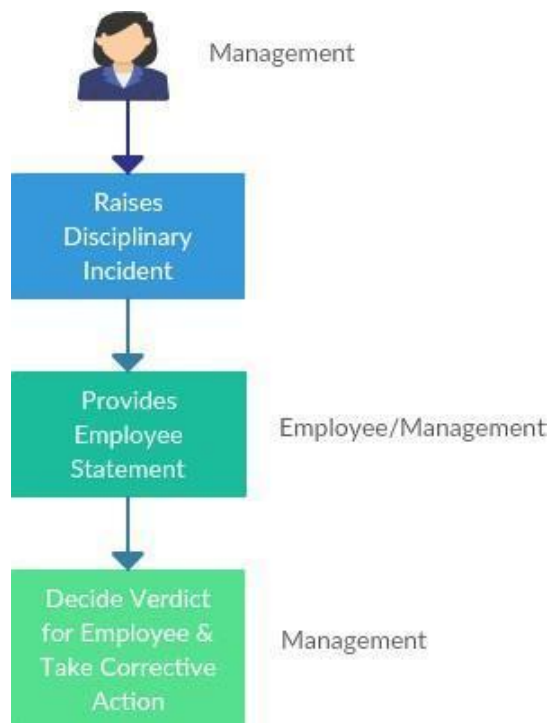 Management
Raises
Disciplinary
Incident
Provides
Employee
Statement
Employee/Management
Decide Verdict
for Employee &
Take Corrective
Action
Management